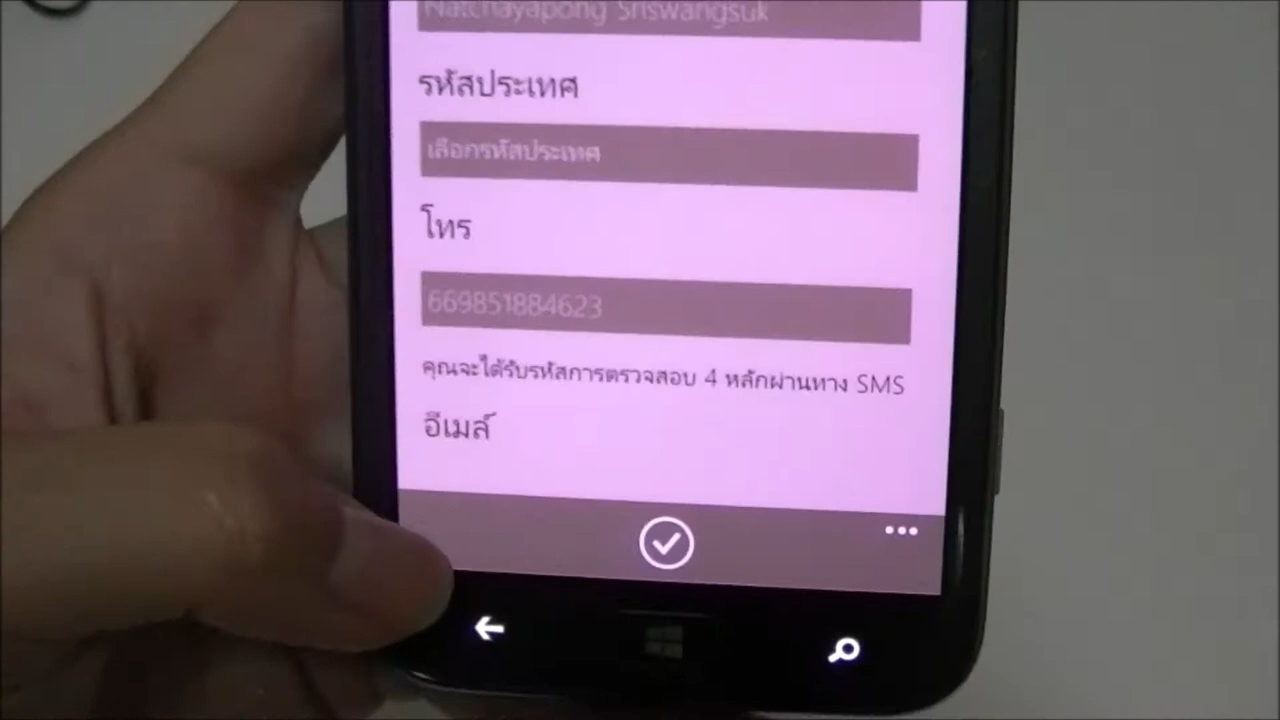 Natchayapong Sriswangsuk
รหัสประเทศ
เลือกรหัสประเทศ
โทร
669851884623
คุณจะได้รับรหัสการตรวจสอบ 4 หลักผ่านทาง SMS
อีเมล์